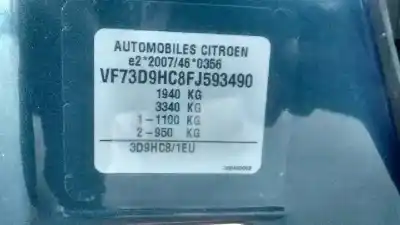 AUTOMOBILES CITROEN
e2*2007/46*0356
VF73D9HC8FJ593490
1940 KG
3340 KG
1-1100 KG
2-950 KG
3D9HC8/1EU